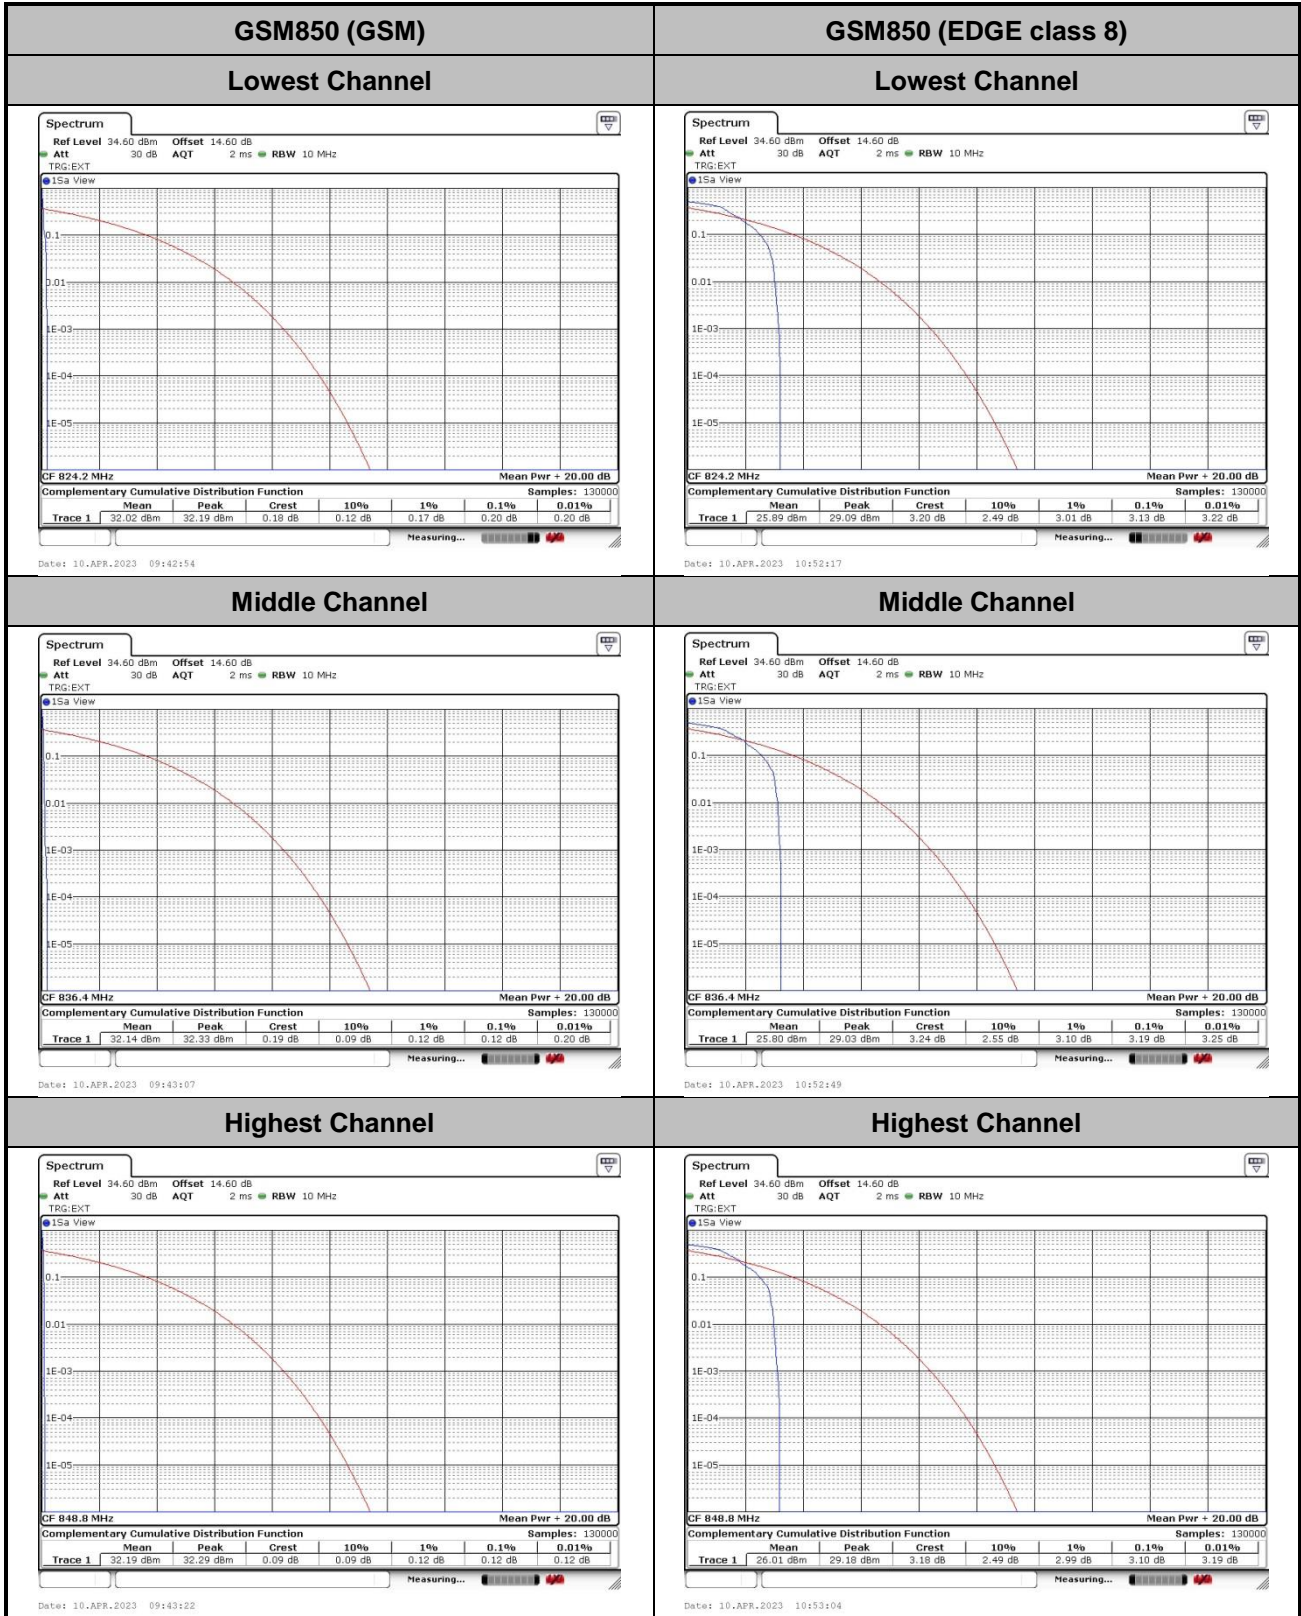 GSM850 (GSM) GSM850 (EDGE class 8)
Lowest Channel Lowest Channel
Spectrum
Ref Level 34.60 dBm Offset 14.60 dB
Att 30 dB AQT 2 ms RBW 10 MHz
TRG:EXT
1Sa View
0.1
0.01
1E-03
1E-04
1E-05
CF 824.2 MHz Mean Pwr + 20.00 dB
Complementary Cumulative Distribution Function Samples: 130000
Mean Peak Crest 10% 1% 0.1% 0.01%
Trace 1 32.02 dBm 32.19 dBm 0.18 dB 0.12 dB 0.17 dB 0.20 dB 0.20 dB
Measuring...
Date: 10.APR.2023 09:42:54
Spectrum
Ref Level 34.60 dBm Offset 14.60 dB
Att 30 dB AQT 2 ms RBW 10 MHz
TRG:EXT
1Sa View
0.1
0.01
1E-03
1E-04
1E-05
CF 824.2 MHz Mean Pwr + 20.00 dB
Complementary Cumulative Distribution Function Samples: 130000
Mean Peak Crest 10% 1% 0.1% 0.01%
Trace 1 25.89 dBm 29.09 dBm 3.20 dB 2.49 dB 3.01 dB 3.13 dB 3.22 dB
Measuring...
Date: 10.APR.2023 10:52:17
Middle Channel Middle Channel
Spectrum
Ref Level 34.60 dBm Offset 14.60 dB
Att 30 dB AQT 2 ms RBW 10 MHz
TRG:EXT
1Sa View
0.1
0.01
1E-03
1E-04
1E-05
CF 836.4 MHz Mean Pwr + 20.00 dB
Complementary Cumulative Distribution Function Samples: 130000
Mean Peak Crest 10% 1% 0.1% 0.01%
Trace 1 32.14 dBm 32.33 dBm 0.19 dB 0.09 dB 0.12 dB 0.12 dB 0.20 dB
Measuring...
Date: 10.APR.2023 09:43:07
Spectrum
Ref Level 34.60 dBm Offset 14.60 dB
Att 30 dB AQT 2 ms RBW 10 MHz
TRG:EXT
1Sa View
0.1
0.01
1E-03
1E-04
1E-05
CF 836.4 MHz Mean Pwr + 20.00 dB
Complementary Cumulative Distribution Function Samples: 130000
Mean Peak Crest 10% 1% 0.1% 0.01%
Trace 1 25.80 dBm 29.03 dBm 3.24 dB 2.55 dB 3.10 dB 3.19 dB 3.25 dB
Measuring...
Date: 10.APR.2023 10:52:49
Highest Channel Highest Channel
Spectrum
Ref Level 34.60 dBm Offset 14.60 dB
Att 30 dB AQT 2 ms RBW 10 MHz
TRG:EXT
1Sa View
0.1
0.01
1E-03
1E-04
1E-05
CF 848.8 MHz Mean Pwr + 20.00 dB
Complementary Cumulative Distribution Function Samples: 130000
Mean Peak Crest 10% 1% 0.1% 0.01%
Trace 1 32.19 dBm 32.29 dBm 0.09 dB 0.09 dB 0.12 dB 0.12 dB 0.12 dB
Measuring...
Date: 10.APR.2023 09:43:22
Spectrum
Ref Level 34.60 dBm Offset 14.60 dB
Att 30 dB AQT 2 ms RBW 10 MHz
TRG:EXT
1Sa View
0.1
0.01
1E-03
1E-04
1E-05
CF 848.8 MHz Mean Pwr + 20.00 dB
Complementary Cumulative Distribution Function Samples: 130000
Mean Peak Crest 10% 1% 0.1% 0.01%
Trace 1 26.01 dBm 29.18 dBm 3.18 dB 2.49 dB 2.99 dB 3.10 dB 3.19 dB
Measuring...
Date: 10.APR.2023 10:53:04